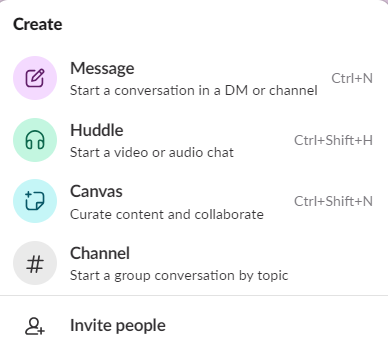 Create
Message
Ctrl+N
Start a conversation in a DM or channel
Huddle
Ctrl+Shift+H
Start a video or audio chat
Canvas
Ctrl+Shift+N
Curate content and collaborate
Channel
Start a group conversation by topic
Invite people